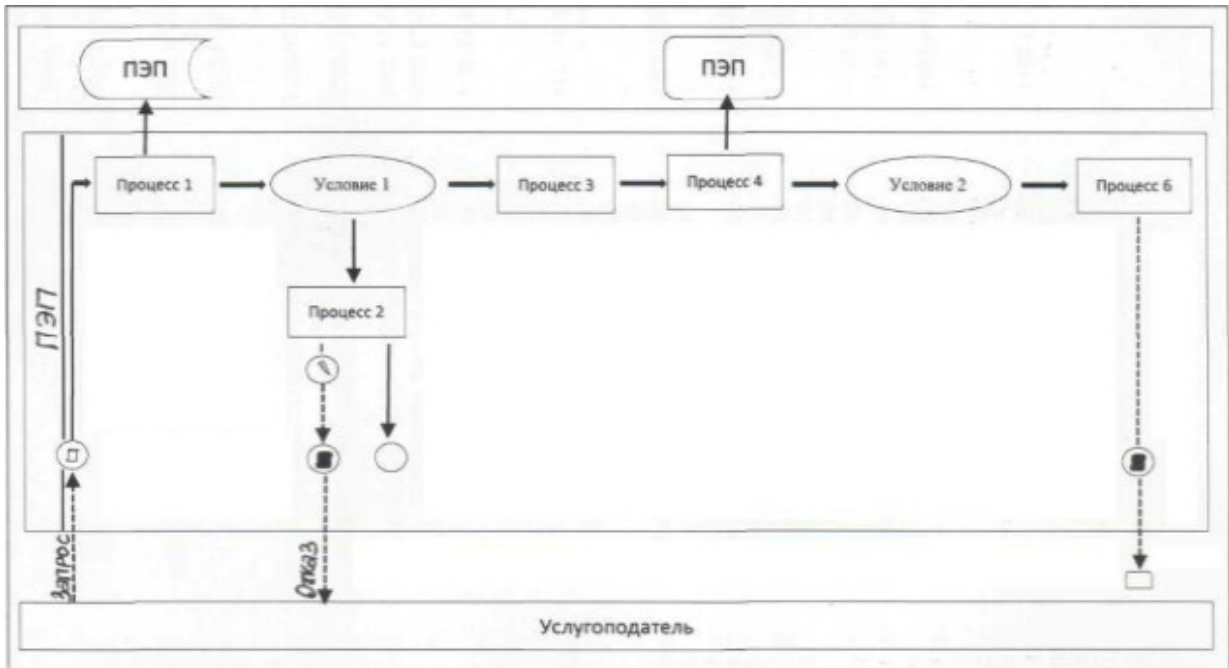 ПЭП
ПЭП
Процесс 1
Условие 1
Процесс 3
Процесс 4
Условие 2
Процесс 6
Процесс 2
ПЭП
Запрос
Отказ
Услугоподатель